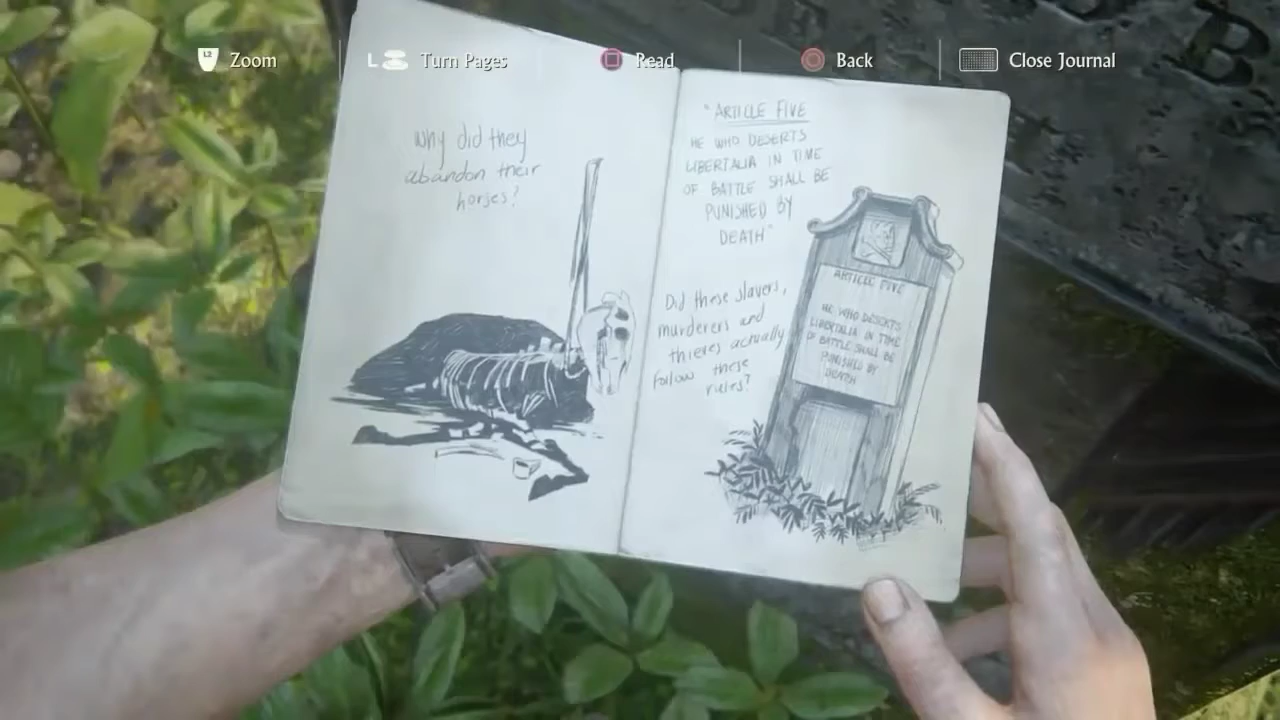 L2 Zoom
L Turn Pages
Read
Back
Close Journal
why did they
abandon their
horses?
"ARTICLE FIVE
HE WHO DESERTS
LIBERTALIA IN TIME
OF BATTLE SHALL BE
PUNISHED BY
DEATH"
Did these slavers,
murderers and
thieves actually
follow these
rules?
ARTICLE FIVE
HE WHO DESERTS
LIBERTALIA IN TIME
OF BATTLE SHALL BE
PUNISHED BY
DEATH